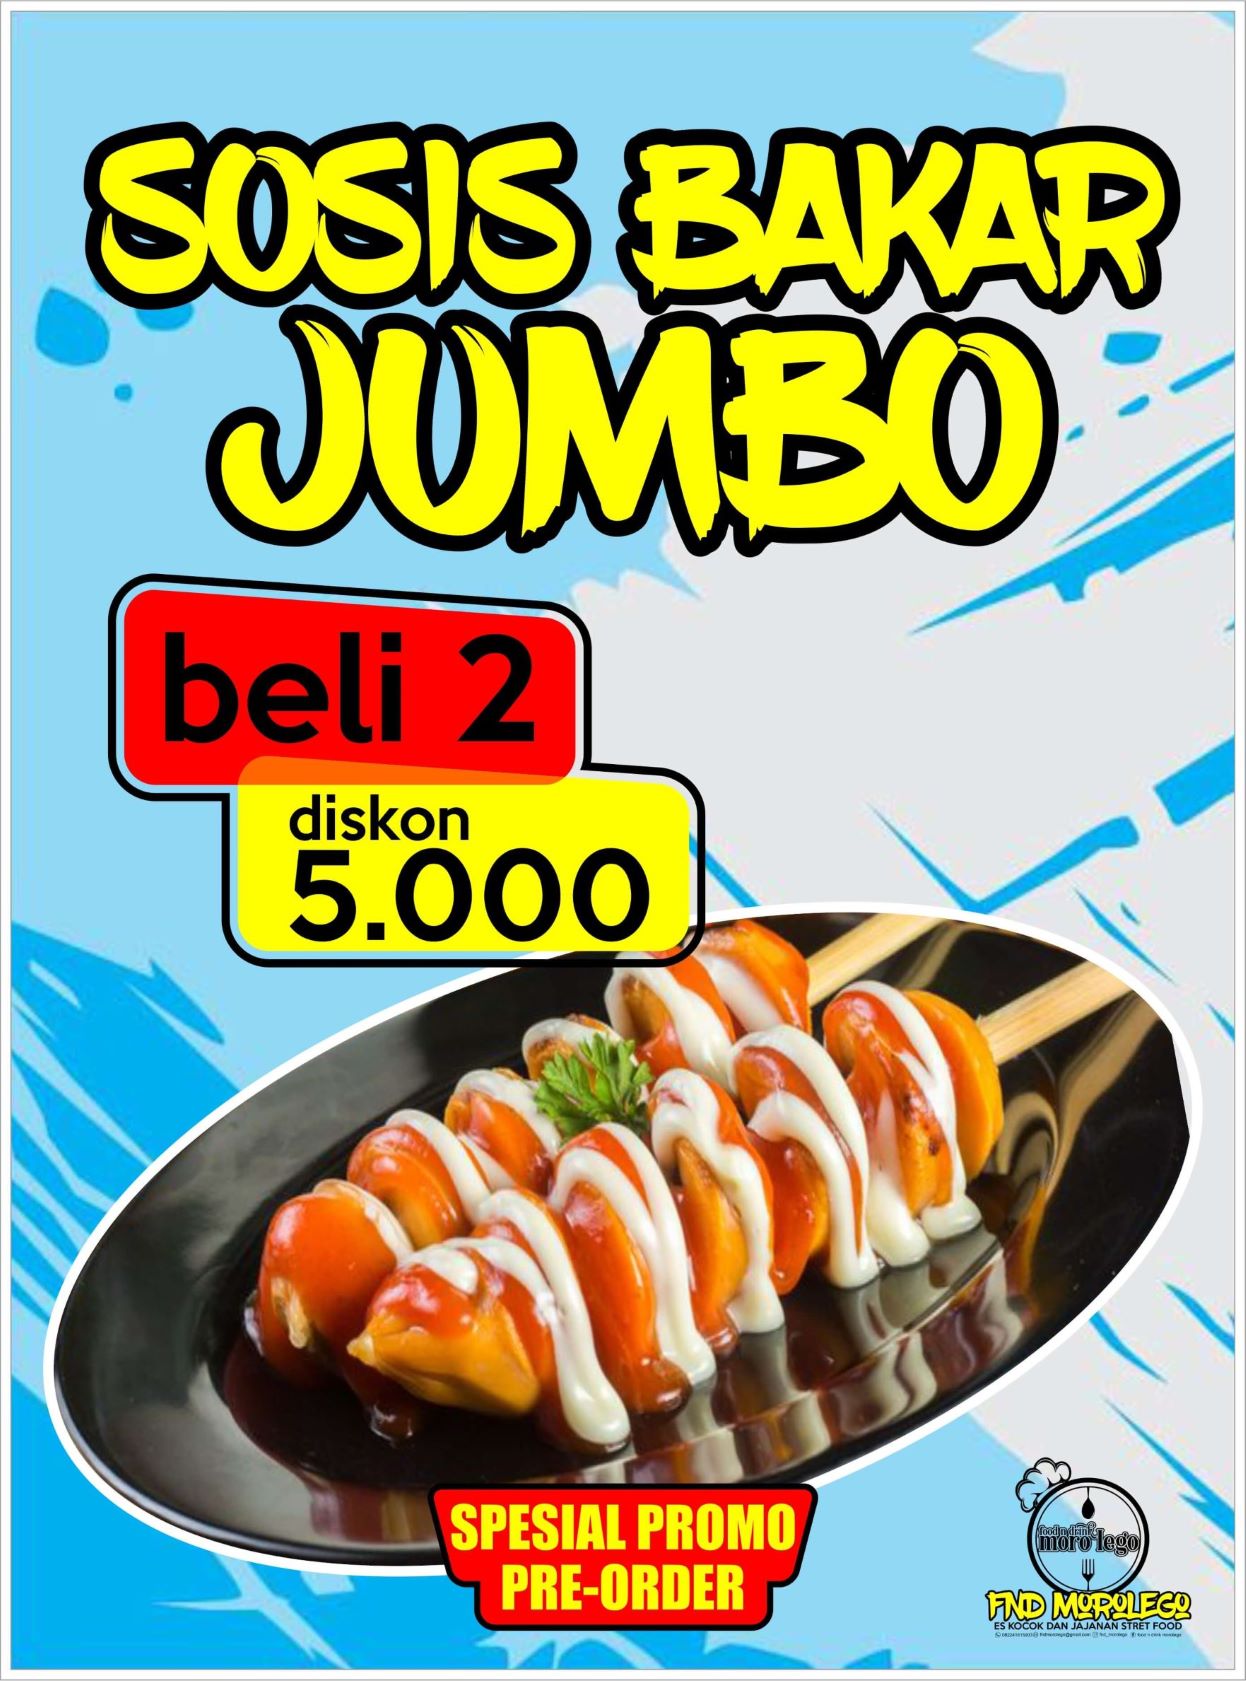 SOSIS BAKAR
JUMBO
beli 2
diskon
5.000
SPESIAL PROMO
PRE-ORDER
food n drink
moro lego
FND MOROLEGO
ES KOCOK DAN JAJANAN STRET FOOD